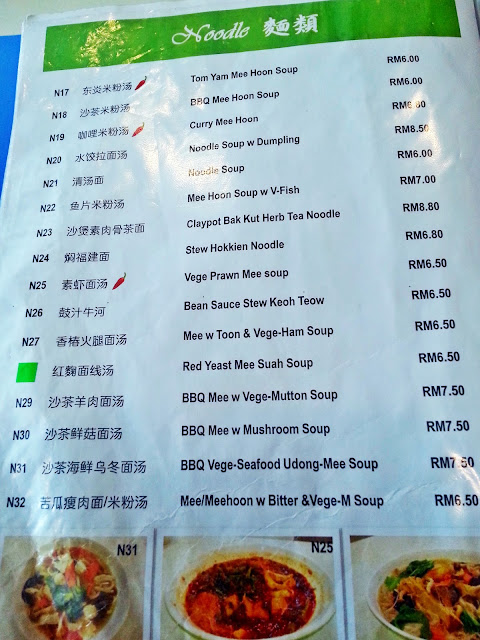 Noodle 麵類
N17 东炎米粉汤 Tom Yam Mee Hoon Soup RM6.00
N18 沙茶米粉汤 BBQ Mee Hoon Soup RM6.00
N19 咖哩米粉汤 Curry Mee Hoon RM6.80
N20 水饺拉面汤 Noodle Soup w Dumpling RM8.50
N21 清汤面 Noodle Soup RM6.00
N22 鱼片米粉汤 Mee Hoon Soup w V-Fish RM7.00
N23 沙煲素肉骨茶面 Claypot Bak Kut Herb Tea Noodle RM8.80
N24 焖福建面 Stew Hokkien Noodle RM6.80
N25 素虾面汤 Vege Prawn Mee soup RM6.50
N26 鼓汁牛河 Bean Sauce Stew Keoh Teow RM6.50
N27 香椿火腿面汤 Mee w Toon & Vege-Ham Soup RM6.50
红麴面线汤 Red Yeast Mee Suah Soup RM6.50
N29 沙茶羊肉面汤 BBQ Mee w Vege-Mutton Soup RM7.50
N30 沙茶鲜菇面汤 BBQ Mee w Mushroom Soup RM7.50
N31 沙茶海鲜乌冬面汤 BBQ Vege-Seafood Udong-Mee Soup RM7.50
N32 苦瓜瘦肉面/米粉汤 Mee/Meehoon w Bitter &Vege-M Soup RM6.50
N31 N25